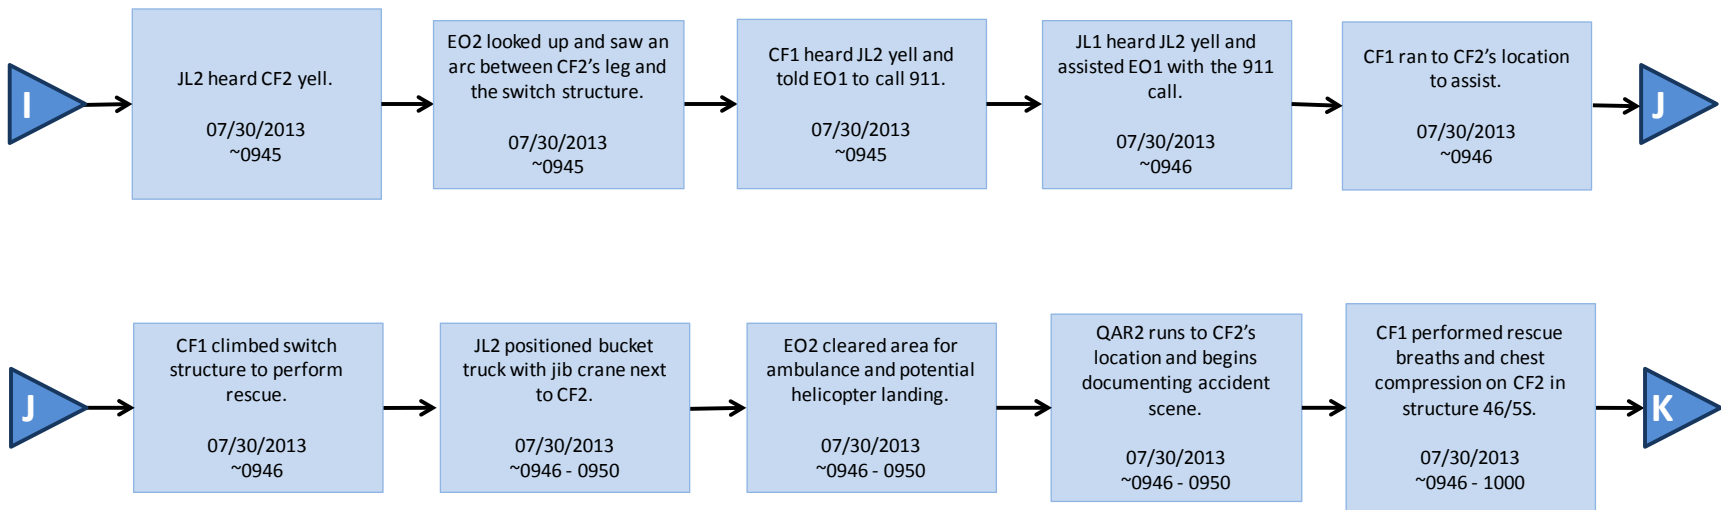 I
JL2 heard CF2 yell.
07/30/2013
~0945
EO2 looked up and saw an
arc between CF2’s leg and
the switch structure.
07/30/2013
~0945
CF1 heard JL2 yell and
told EO1 to call 911.
07/30/2013
~0945
JL1 heard JL2 yell and
assisted EO1 with the 911
call.
07/30/2013
~0946
CF1 ran to CF2’s location
to assist.
07/30/2013
~0946
J
J
CF1 climbed switch
structure to perform
rescue.
07/30/2013
~0946
JL2 positioned bucket
truck with jib crane next
to CF2.
07/30/2013
~0946 - 0950
EO2 cleared area for
ambulance and potential
helicopter landing.
07/30/2013
~0946 - 0950
QAR2 runs to CF2’s
location and begins
documenting accident
scene.
07/30/2013
~0946 - 0950
CF1 performed rescue
breaths and chest
compression on CF2 in
structure 46/5S.
07/30/2013
~0946 - 1000
K